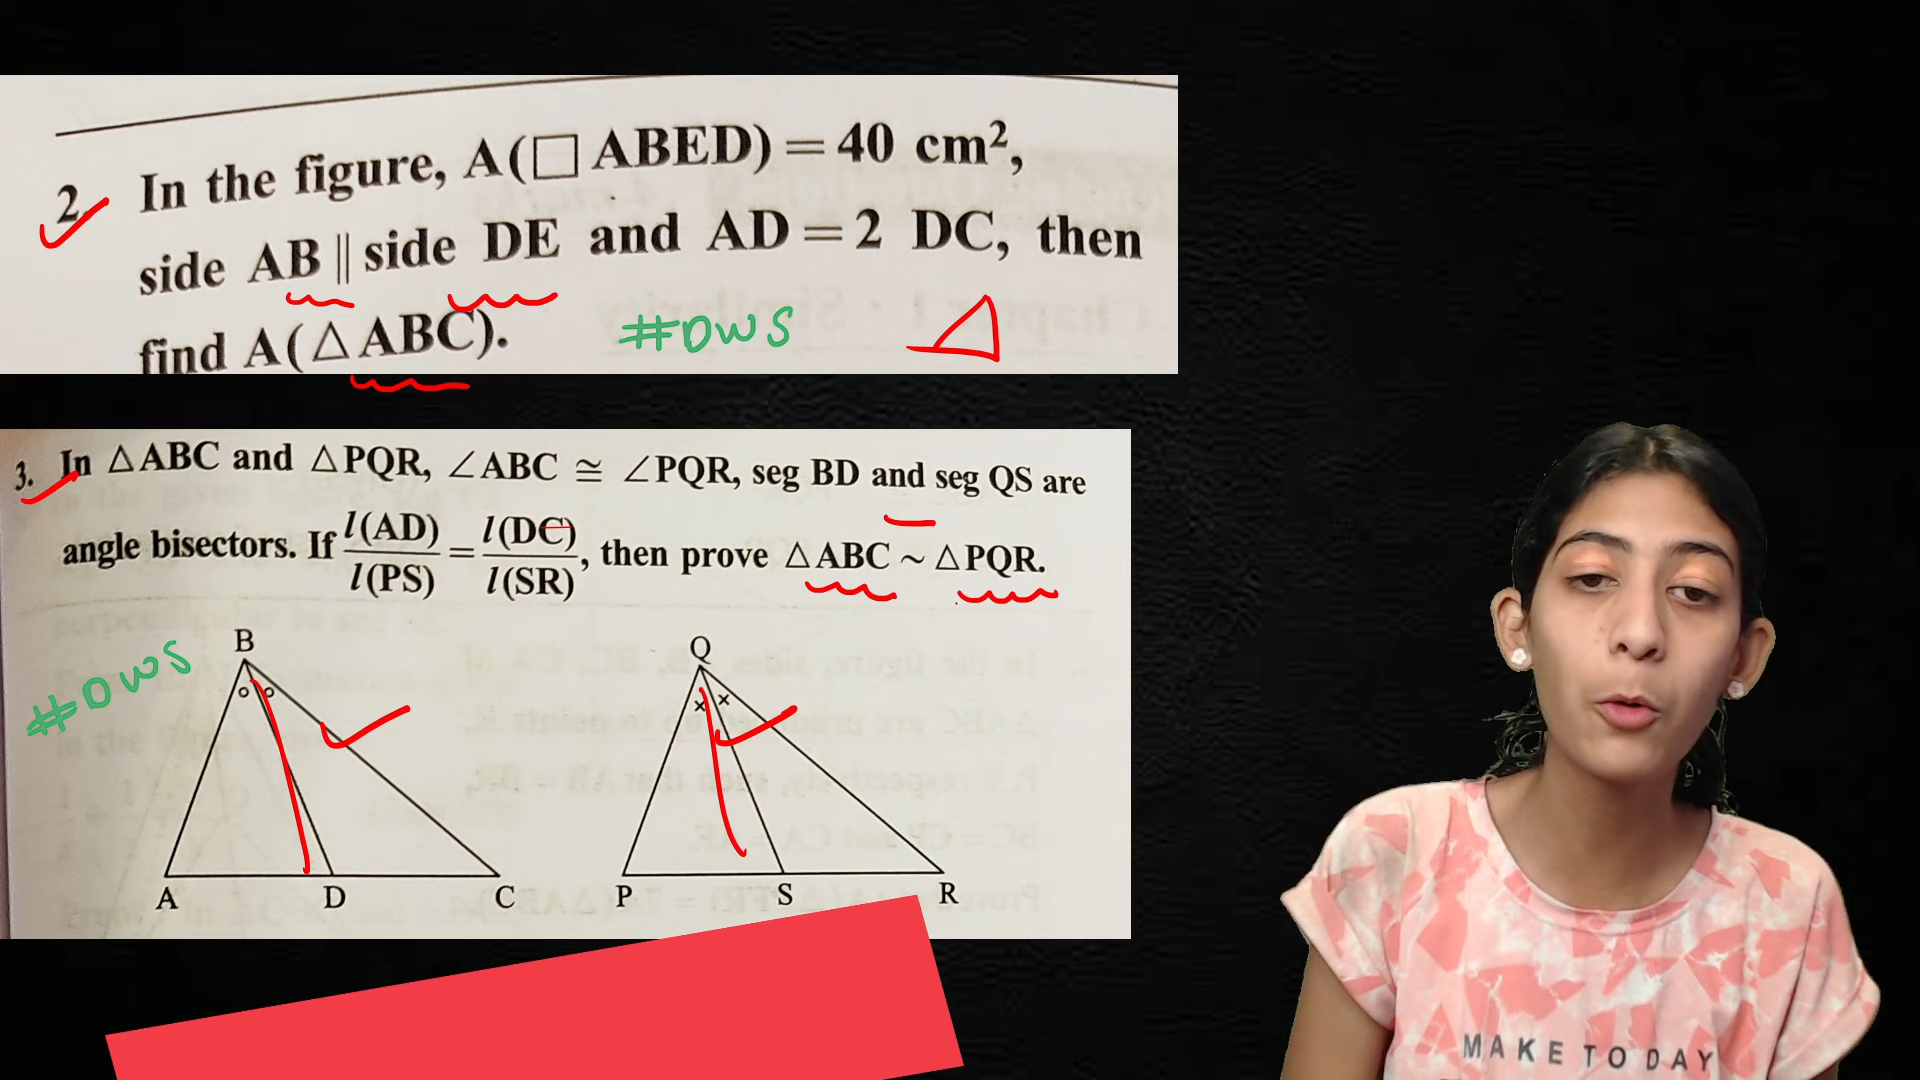 2. In the figure, A(□ ABED) = 40 cm²,
side AB || side DE and AD = 2 DC, then
find A(△ ABC).
#OWS
3. In △ABC and △PQR, ∠ABC ≅ ∠PQR, seg BD and seg QS are
angle bisectors. If l(AD)/l(PS) = l(DC)/l(SR), then prove △ABC ~ △PQR.
#OWS
B
A D C
Q
× ×
P S R
MAKE TODAY